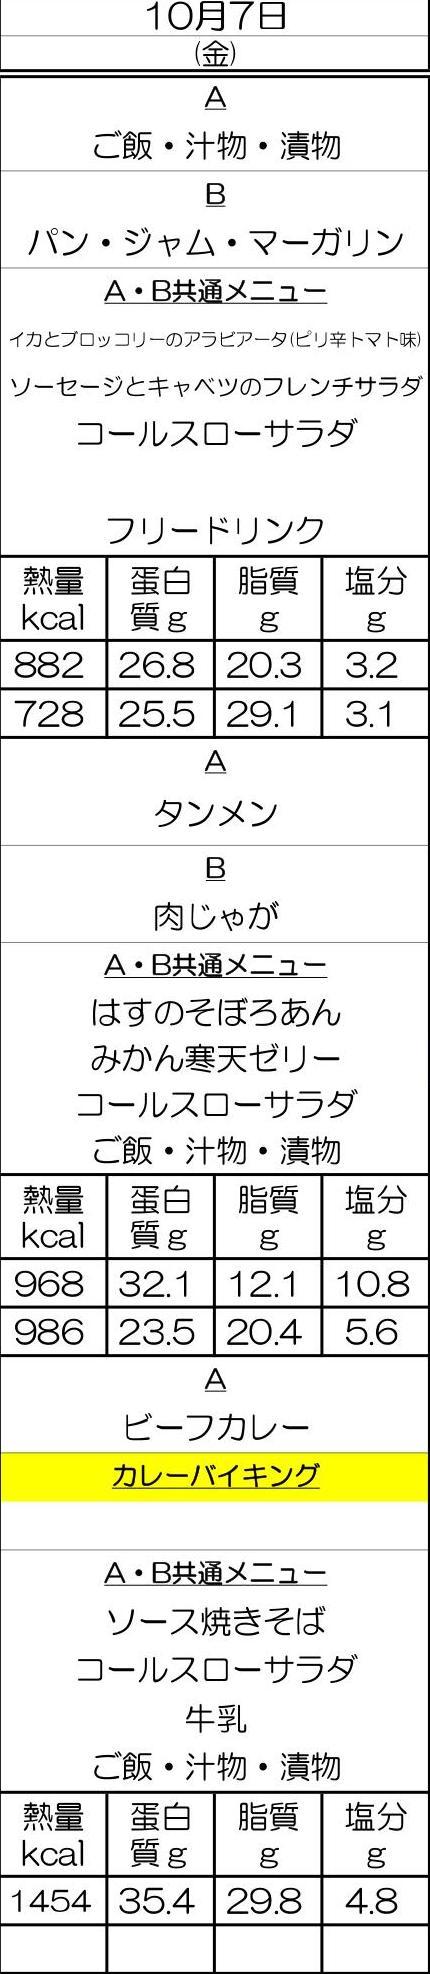 10月7日
(金)
A
ご飯・汁物・漬物
B
パン・ジャム・マーガリン
A・B共通メニュー
イカとブロッコリーのアラビアータ(ピリ辛トマト味)
ソーセージとキャベツのフレンチサラダ
コールスローサラダ
フリードリンク
熱量 蛋白 脂質 塩分
kcal 質g g g
882 26.8 20.3 3.2
728 25.5 29.1 3.1
A
タンメン
B
肉じゃが
A・B共通メニュー
はすのそぼろあん
みかん寒天ゼリー
コールスローサラダ
ご飯・汁物・漬物
熱量 蛋白 脂質 塩分
kcal 質g g g
968 32.1 12.1 10.8
986 23.5 20.4 5.6
A
ビーフカレー
カレーバイキング
A・B共通メニュー
ソース焼きそば
コールスローサラダ
牛乳
ご飯・汁物・漬物
熱量 蛋白 脂質 塩分
kcal 質g g g
1454 35.4 29.8 4.8